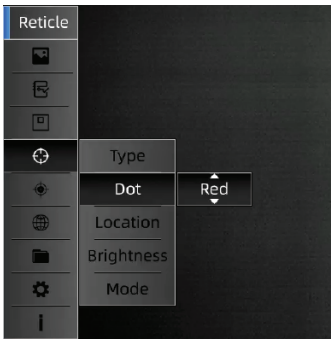 Reticle
Type
Dot
Red
Location
Brightness
Mode